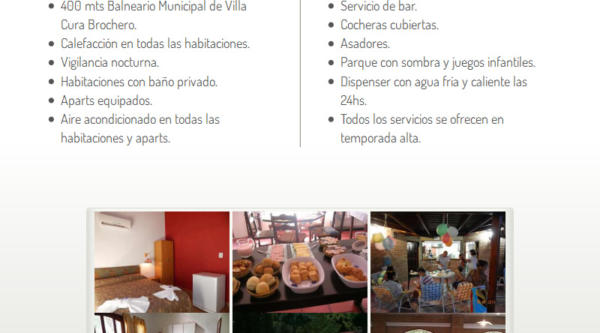 400 mts Balneario Municipal de Villa
Cura Brochero.
Calefacción en todas las habitaciones.
Vigilancia nocturna.
Habitaciones con baño privado.
Aparts equipados.
Aire acondicionado en todas las
habitaciones y aparts.
Servicio de bar.
Cocheras cubiertas.
Asadores.
Parque con sombra y juegos infantiles.
Dispenser con agua fria y caliente las
24hs.
Todos los servicios se ofrecen en
temporada alta.